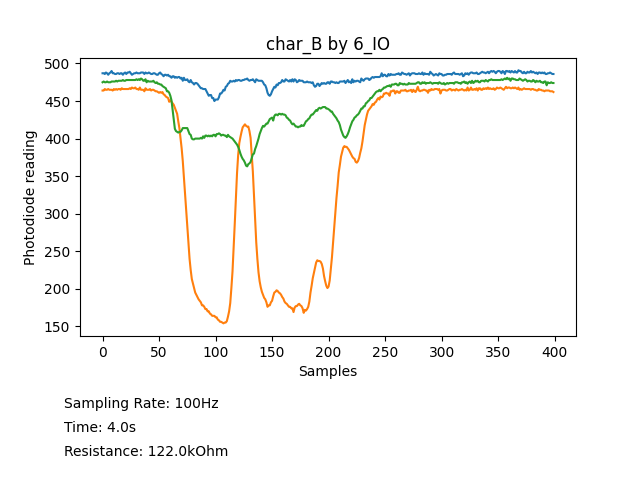 char_B by 6_IO
500
450
400
350
300
250
200
150
Photodiode reading
0 50 100 150 200 250 300 350 400
Samples
Sampling Rate: 100Hz
Time: 4.0s
Resistance: 122.0kOhm